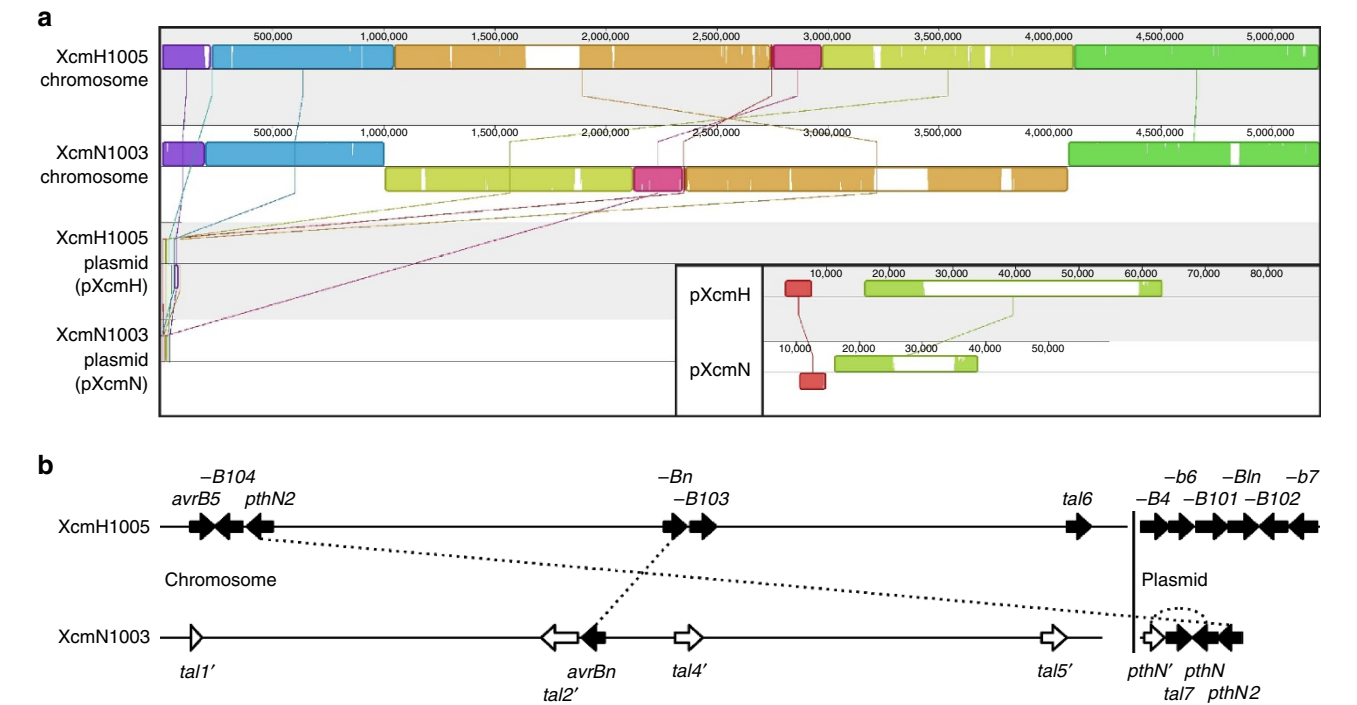 a
500,000 1,000,000 1,500,000 2,000,000 2,500,000 3,000,000 3,500,000 4,000,000 4,500,000 5,000,000
XcmH1005
chromosome
500,000 1,000,000 1,500,000 2,000,000 2,500,000 3,000,000 3,500,000 4,000,000 4,500,000 5,000,000
XcmN1003
chromosome
XcmH1005
plasmid
(pXcmH)
XcmN1003
plasmid
(pXcmN)
10,000 20,000 30,000 40,000 50,000 60,000 70,000 80,000
pXcmH
10,000 20,000 30,000 40,000 50,000
pXcmN
b
–B104 –Bn –b6 –Bln –b7
avrB5 pthN2 –B103 tal6 –B4 –B101 –B102
XcmH1005
Chromosome Plasmid
XcmN1003
tal1′ avrBn tal4′ tal5′ pthN′ pthN
tal2′ tal7 pthN2